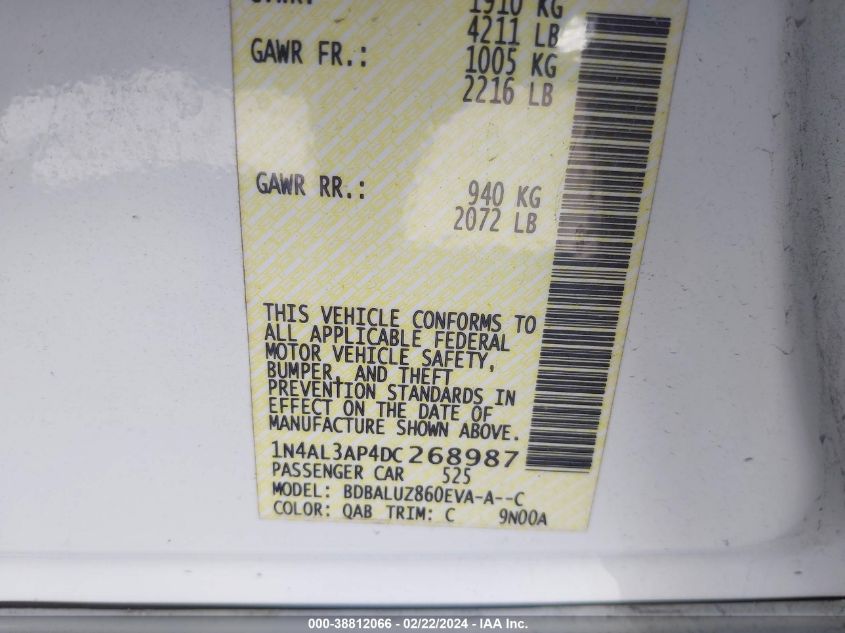 1910 KG
4211 LB
GAWR FR.: 1005 KG
2216 LB
GAWR RR.: 940 KG
2072 LB
THIS VEHICLE CONFORMS TO
ALL APPLICABLE FEDERAL
MOTOR VEHICLE SAFETY,
BUMPER, AND THEFT
PREVENTION STANDARDS IN
EFFECT ON THE DATE OF
MANUFACTURE SHOWN ABOVE.
1N4AL3AP4DC268987
PASSENGER CAR 525
MODEL: BDBALUZ860EVA-A--C
COLOR: QAB TRIM: C 9N00A
000-38812066 - 02/22/2024 - IAA Inc.